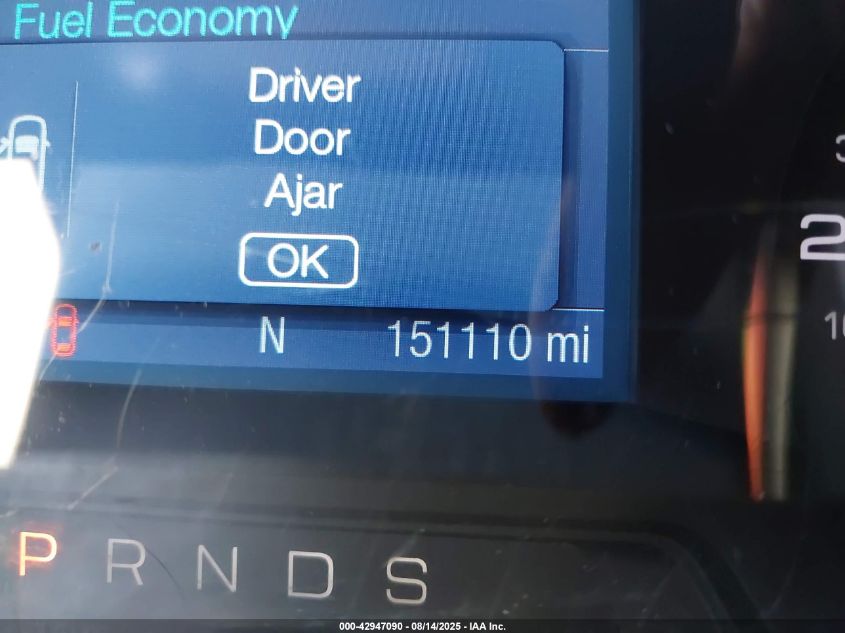 Fuel Economy
Driver
Door
Ajar
OK
N 151110 mi
P R N D S
000-42947090 - 08/14/2025 - IAA Inc.